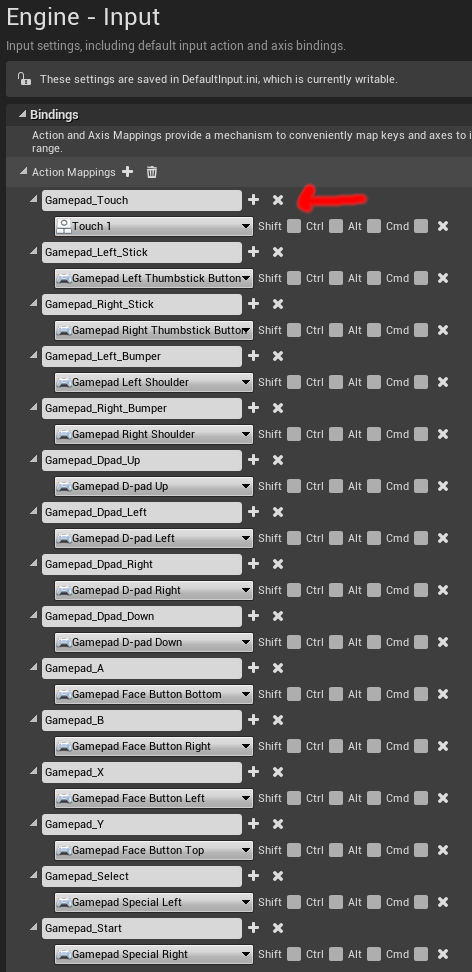 Engine - Input
Input settings, including default input action and axis bindings.
These settings are saved in DefaultInput.ini, which is currently writable.
Bindings
Action and Axis Mappings provide a mechanism to conveniently map keys and axes to i
range.
Action Mappings
Gamepad_Touch
Touch 1 Shift Ctrl Alt Cmd
Gamepad_Left_Stick
Gamepad Left Thumbstick Button Shift Ctrl Alt Cmd
Gamepad_Right_Stick
Gamepad Right Thumbstick Button Shift Ctrl Alt Cmd
Gamepad_Left_Bumper
Gamepad Left Shoulder Shift Ctrl Alt Cmd
Gamepad_Right_Bumper
Gamepad Right Shoulder Shift Ctrl Alt Cmd
Gamepad_Dpad_Up
Gamepad D-pad Up Shift Ctrl Alt Cmd
Gamepad_Dpad_Left
Gamepad D-pad Left Shift Ctrl Alt Cmd
Gamepad_Dpad_Right
Gamepad D-pad Right Shift Ctrl Alt Cmd
Gamepad_Dpad_Down
Gamepad D-pad Down Shift Ctrl Alt Cmd
Gamepad_A
Gamepad Face Button Bottom Shift Ctrl Alt Cmd
Gamepad_B
Gamepad Face Button Right Shift Ctrl Alt Cmd
Gamepad_X
Gamepad Face Button Left Shift Ctrl Alt Cmd
Gamepad_Y
Gamepad Face Button Top Shift Ctrl Alt Cmd
Gamepad_Select
Gamepad Special Left Shift Ctrl Alt Cmd
Gamepad_Start
Gamepad Special Right Shift Ctrl Alt Cmd